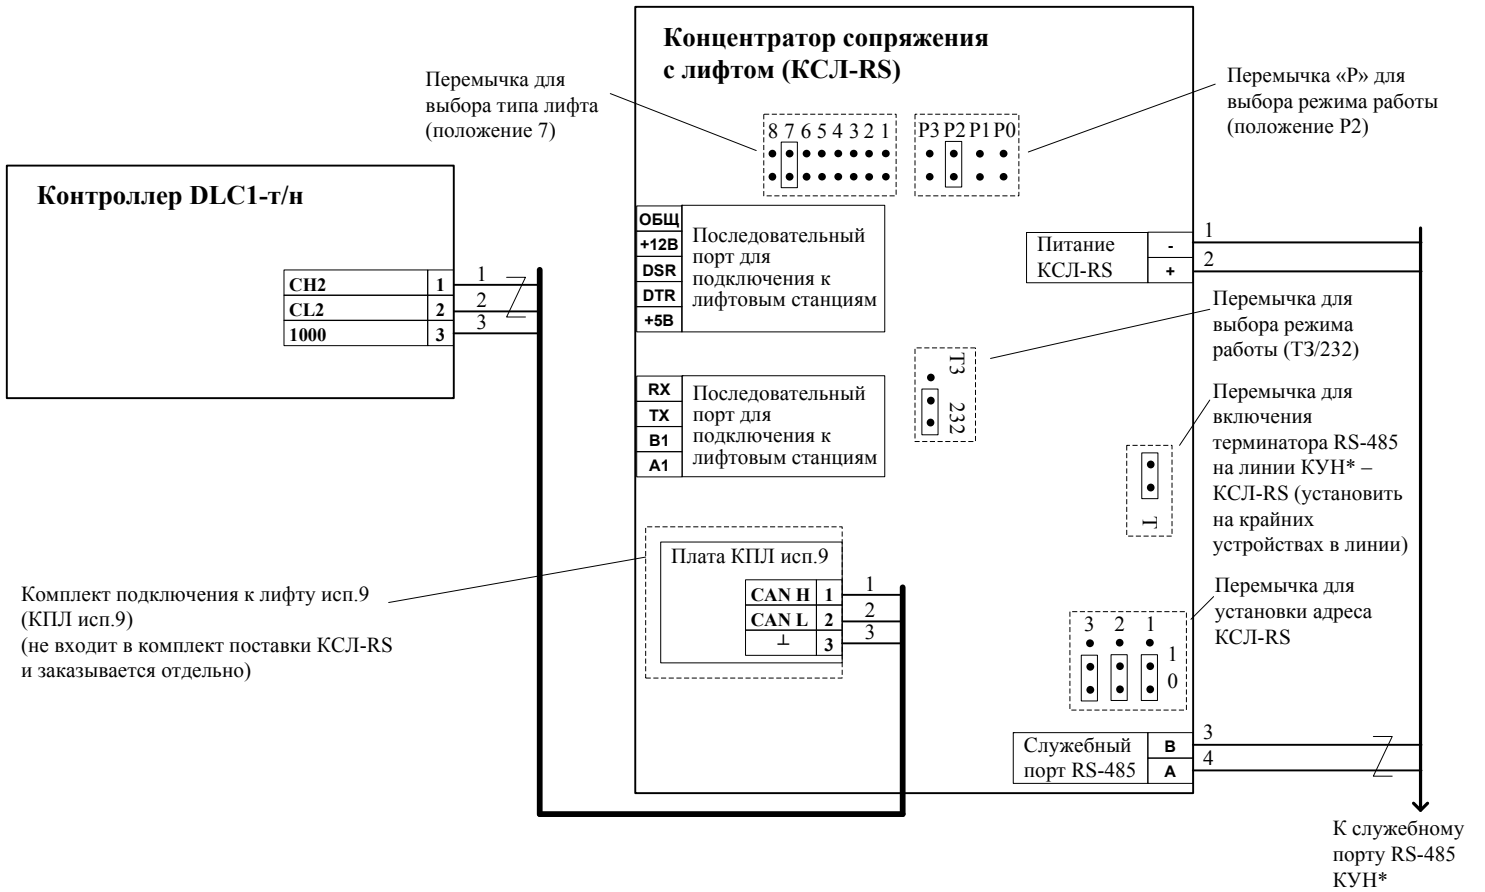 Концентратор сопряжения
с лифтом (КСЛ-RS)
Перемычка для
выбора типа лифта
(положение 7)
Перемычка «Р» для
выбора режима работы
(положение Р2)
8 7 6 5 4 3 2 1
P3 P2 P1 P0
Контроллер DLC1-т/н
CH2 1 1
CL2 2 2
1000 3 3
ОБЩ
+12В
DSR
DTR
+5В
Последовательный
порт для
подключения к
лифтовым станциям
Питание
КСЛ-RS
- 1
+ 2
Перемычка для
выбора режима
работы (ТЗ/232)
ТЗ 232
RX
TX
B1
A1
Последовательный
порт для
подключения к
лифтовым станциям
Перемычка для
включения
терминатора RS-485
на линии КУН* –
КСЛ-RS (установить
на крайних
устройствах в линии)
Т
Плата КПЛ исп.9
CAN H 1 1
CAN L 2 2
⊥ 3 3
Комплект подключения к лифту исп.9
(КПЛ исп.9)
(не входит в комплект поставки КСЛ-RS
и заказывается отдельно)
Перемычка для
установки адреса
КСЛ-RS
3 2 1
1
0
Служебный
порт RS-485
B 3
A 4
К служебному
порту RS-485
КУН*